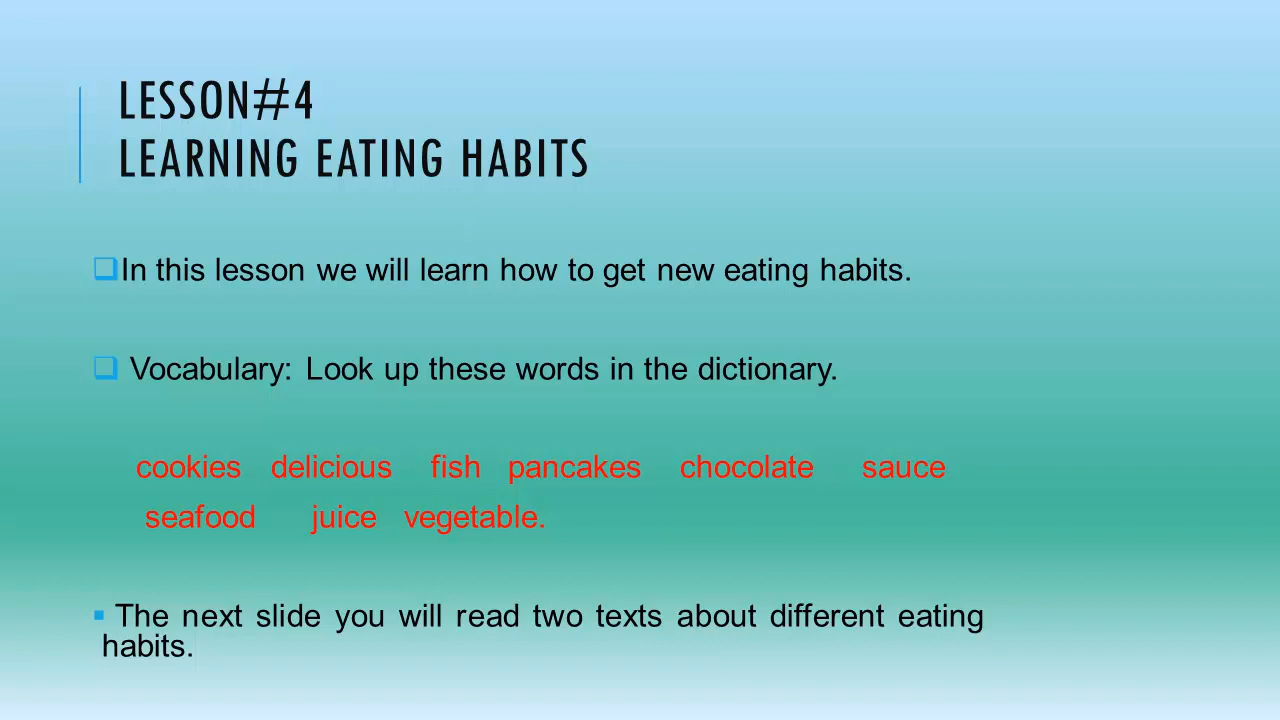 LESSON#4
LEARNING EATING HABITS
In this lesson we will learn how to get new eating habits.
Vocabulary: Look up these words in the dictionary.
cookies delicious fish pancakes chocolate sauce
seafood juice vegetable.
The next slide you will read two texts about different eating
habits.